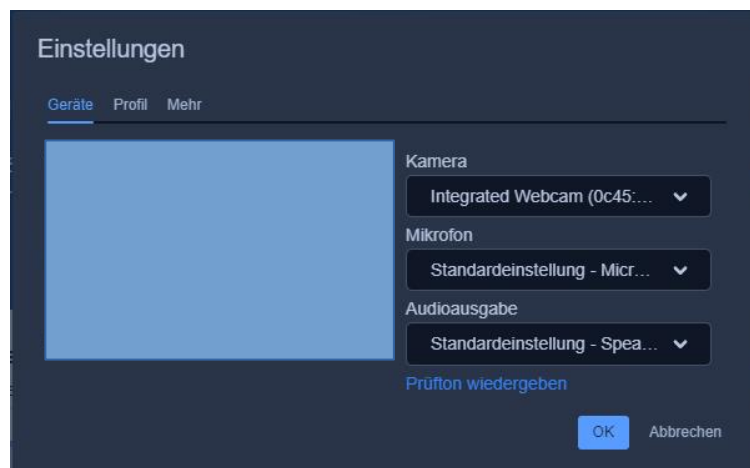 Einstellungen
Geräte Profil Mehr
Kamera
Integrated Webcam (0c45:...
Mikrofon
Standardeinstellung - Micr...
Audioausgabe
Standardeinstellung - Spea...
Prüfton wiedergeben
OK Abbrechen